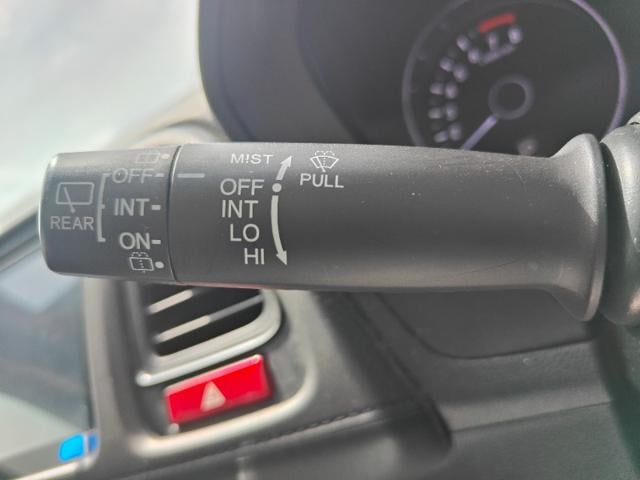 MIST
OFF
INT
LO
HI
PULL
REAR
OFF
INT
ON